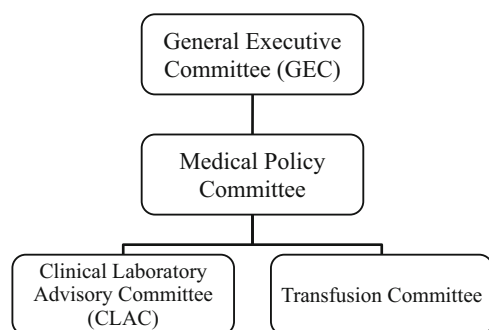 General Executive
Committee (GEC)
Medical Policy
Committee
Clinical Laboratory
Advisory Committee
(CLAC)
Transfusion Committee